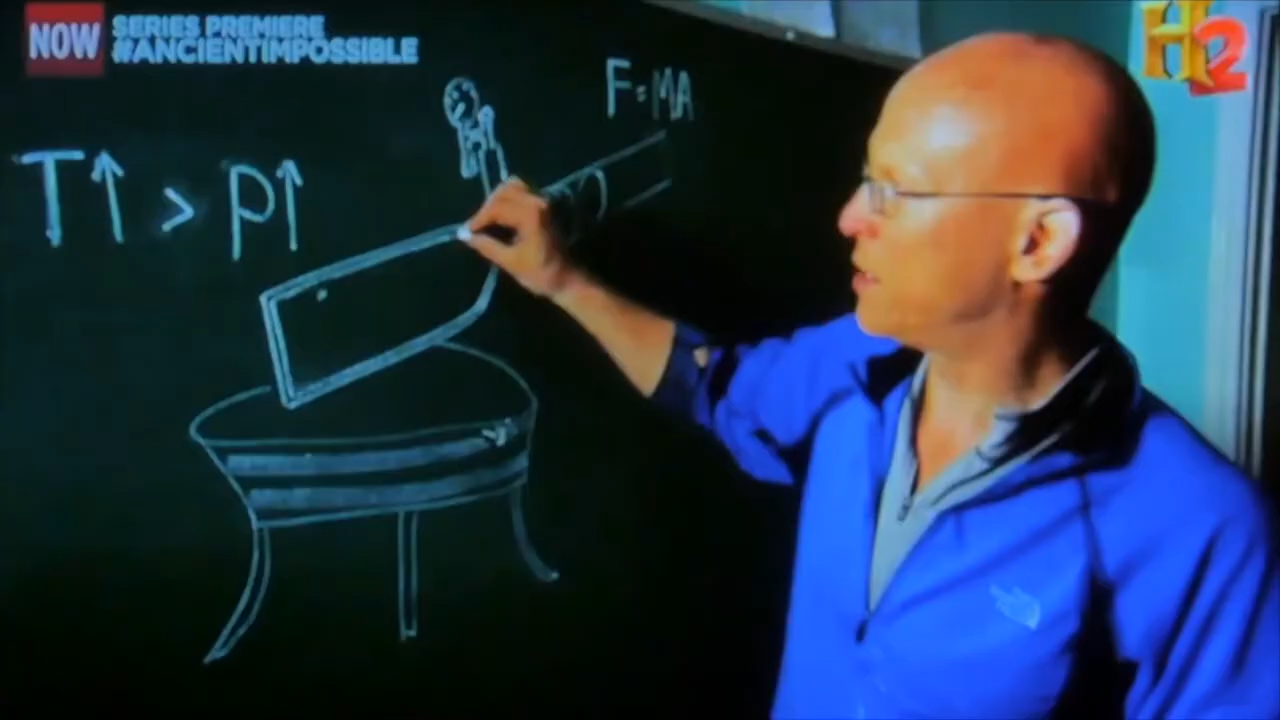 NOW
SERIES PREMIERE
#ANCIENTIMPOSSIBLE
H2
F=MA
T↑ > P↑